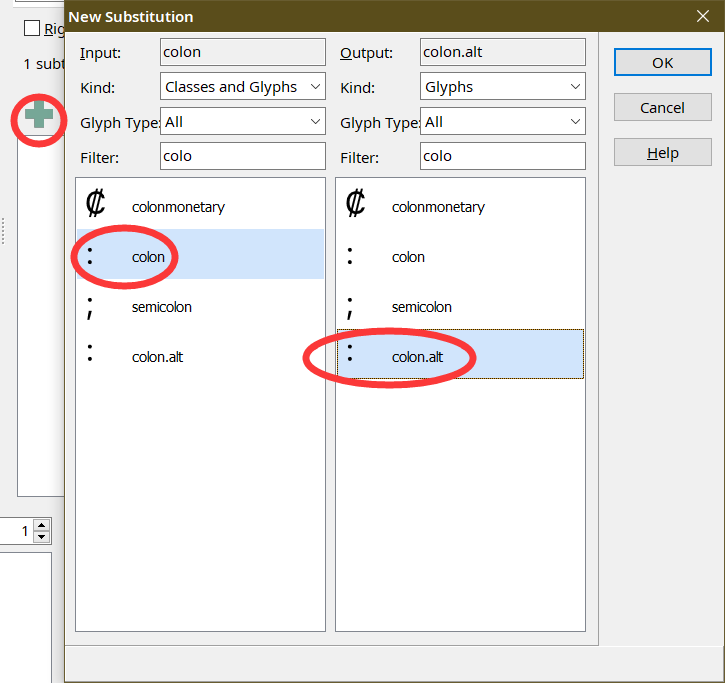 New Substitution
Rig
1 subt
Input: colon Output: colon.alt
Kind: Classes and Glyphs Kind: Glyphs
Glyph Type: All Glyph Type: All
Filter: colo Filter: colo
OK
Cancel
Help
₡ colonmonetary ₡ colonmonetary
: colon : colon
; semicolon ; semicolon
: colon.alt : colon.alt
1